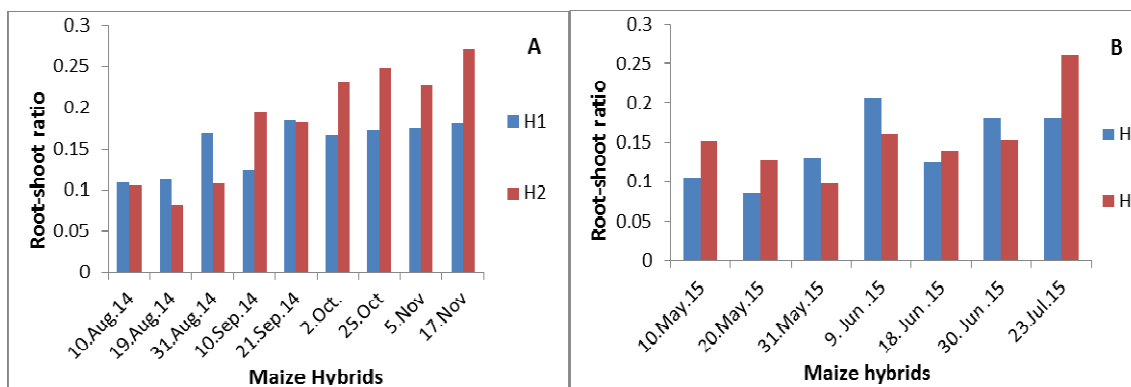 0.3
0.25
0.2
0.15
0.1
0.05
0
Root-shoot ratio
A
H1
H2
10.Aug.14
19.Aug.14
31.Aug.14
10.Sep.14
21.Sep.14
2.Oct.
25.Oct
5.Nov
17.Nov
Maize Hybrids
0.3
0.25
0.2
0.15
0.1
0.05
0
Root-shoot ratio
B
H
H
10.May.15
20.May.15
31.May.15
9. Jun .15
18. Jun .15
30. Jun .15
23.Jul.15
Maize hybrids